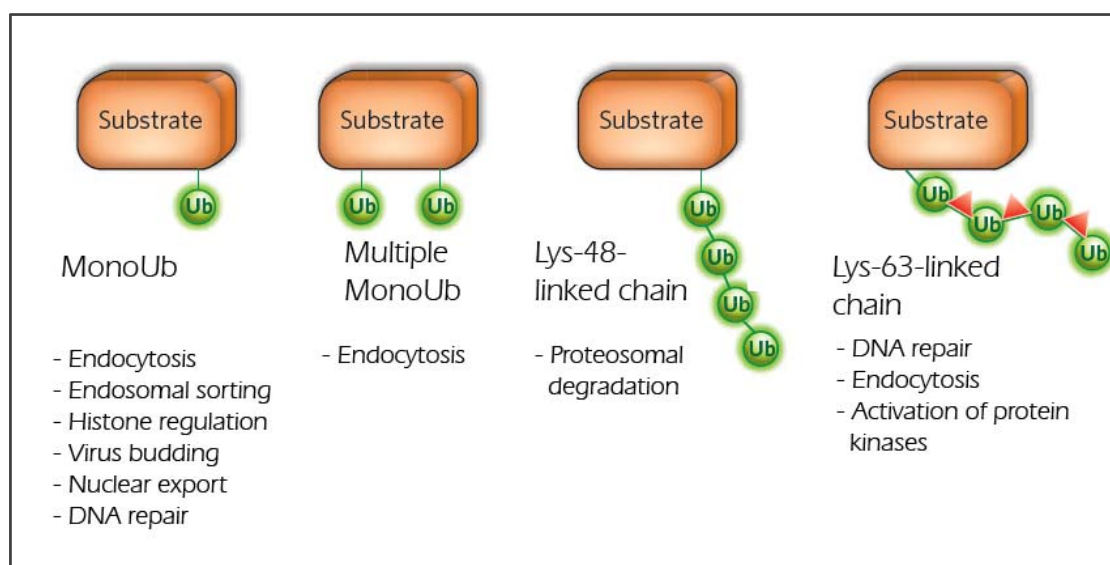 Substrate
Ub
MonoUb
- Endocytosis
- Endosomal sorting
- Histone regulation
- Virus budding
- Nuclear export
- DNA repair
Substrate
Ub Ub
Multiple
MonoUb
- Endocytosis
Substrate
Ub
Ub
Ub
Ub
Lys-48-
linked chain
- Proteosomal
degradation
Substrate
Ub
Ub
Ub
Ub
Lys-63-linked
chain
- DNA repair
- Endocytosis
- Activation of protein
kinases